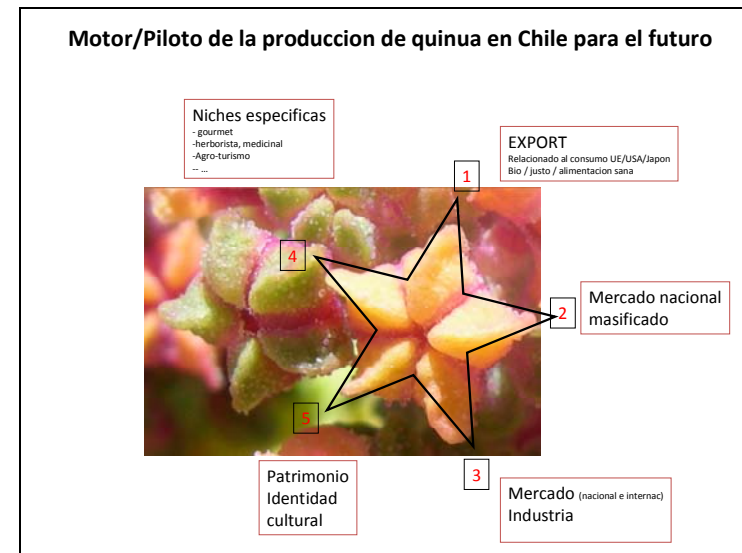 Motor/Piloto de la produccion de quinua en Chile para el futuro
Niches especificas
- gourmet
-herborista, medicinal
-Agro-turismo
-- ...
EXPORT
Relacionado al consumo UE/USA/Japon
Bio / justo / alimentacion sana
1
4
2
Mercado nacional
masificado
5
3
Patrimonio
Identidad
cultural
Mercado (nacional e internac)
Industria